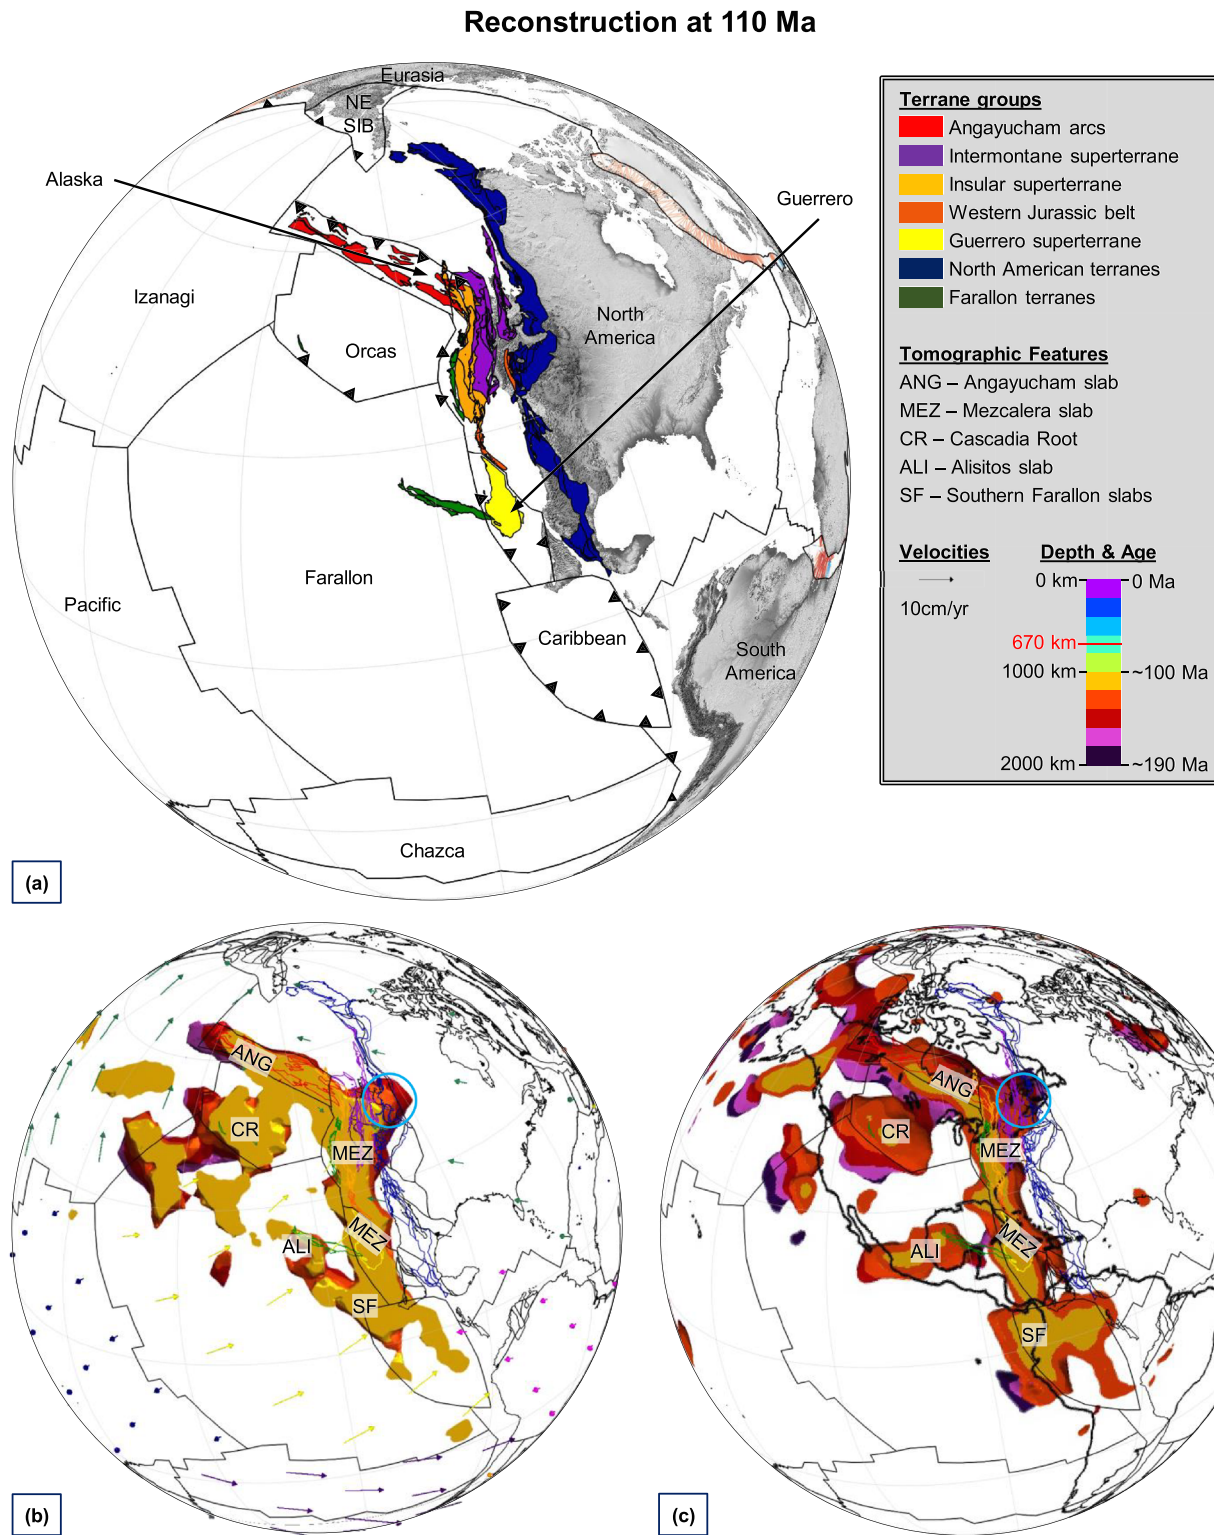 Reconstruction at 110 Ma
Eurasia
NE
SIB
Alaska
Guerrero
Izanagi
Orcas
North
America
Farallon
Pacific
Caribbean
South
America
Chazca
(a)
Terrane groups
Angayucham arcs
Intermontane superterrane
Insular superterrane
Western Jurassic belt
Guerrero superterrane
North American terranes
Farallon terranes
Tomographic Features
ANG – Angayucham slab
MEZ – Mezcalera slab
CR – Cascadia Root
ALI – Alisitos slab
SF – Southern Farallon slabs
Velocities
10cm/yr
Depth & Age
0 km 0 Ma
670 km
1000 km ~100 Ma
2000 km ~190 Ma
ANG
CR
MEZ
MEZ
ALI
SF
(b)
ANG
CR
MEZ
MEZ
ALI
SF
(c)